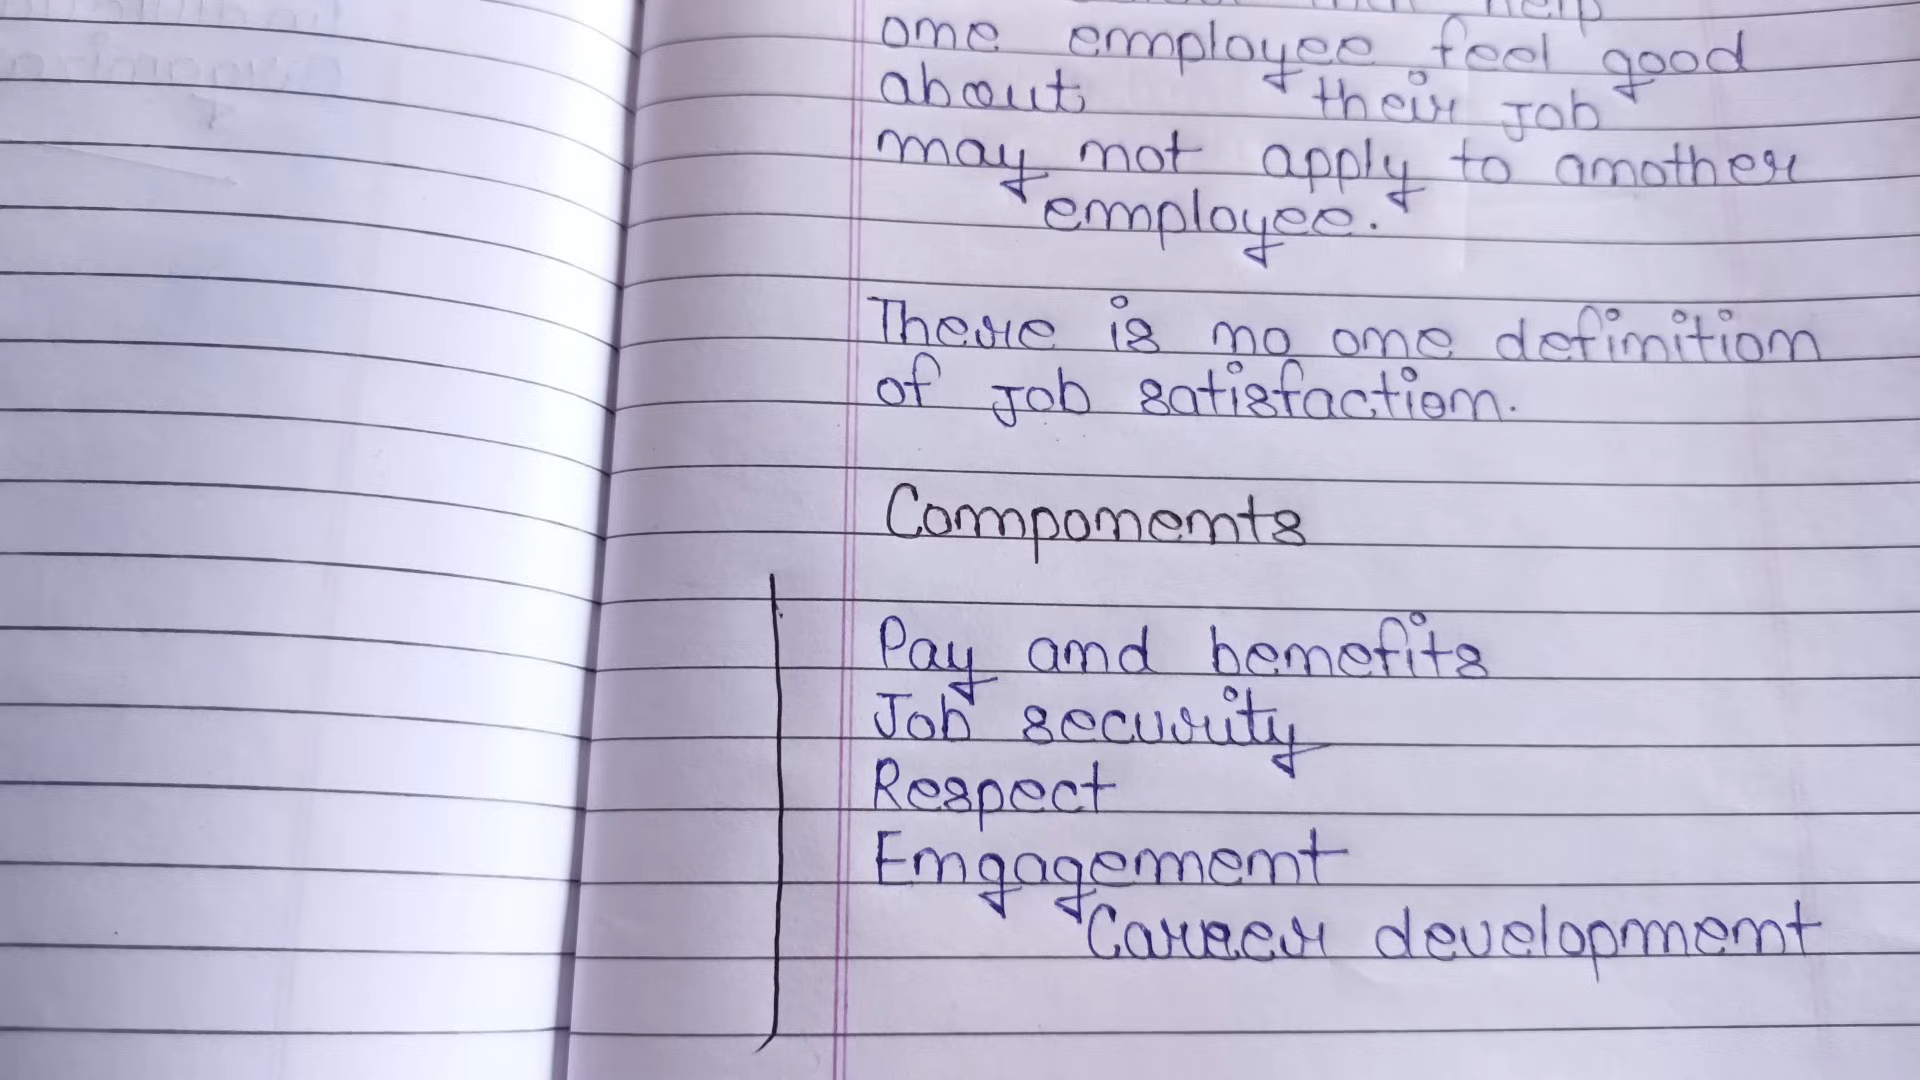 help
one employee feel good
about their job
may not apply to another
employee.
There is no one definition
of job satisfaction.
Components
Pay and benefits
Job security
Respect
Engagement
Career development